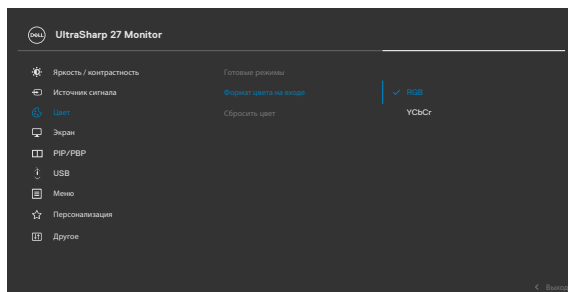 DELL
UltraSharp 27 Monitor
Яркость / контрастность
Готовые режимы
Источник сигнала
Формат цвета на входе
RGB
Цвет
Сбросить цвет
YCbCr
Экран
PIP/PBP
USB
Меню
Персонализация
Другое
Выход